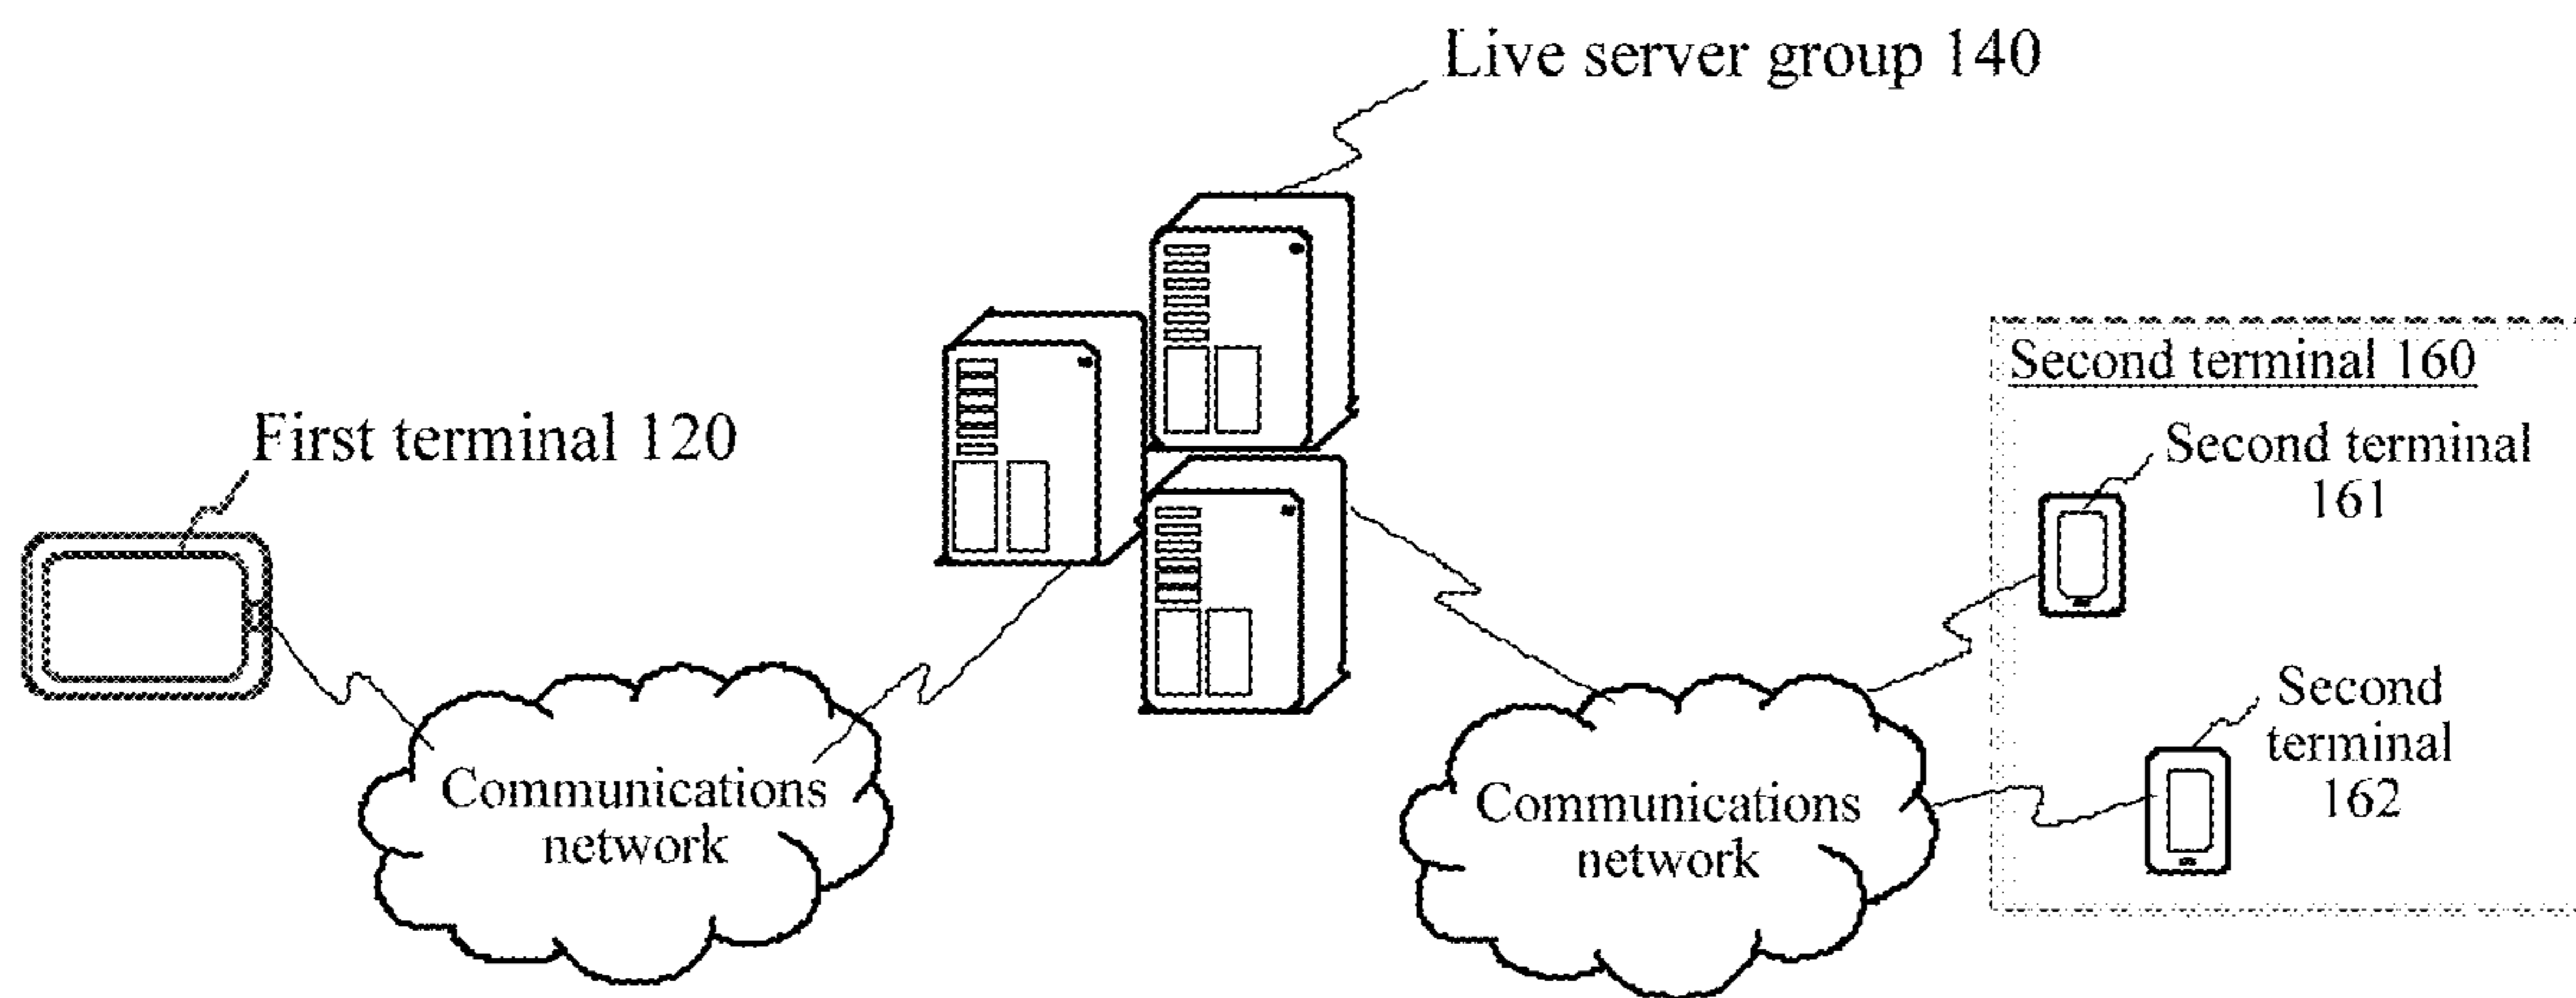 Live server group 140
First terminal 120
Second terminal 160
Second terminal
161
Second
terminal
162
Communications
network
Communications
network